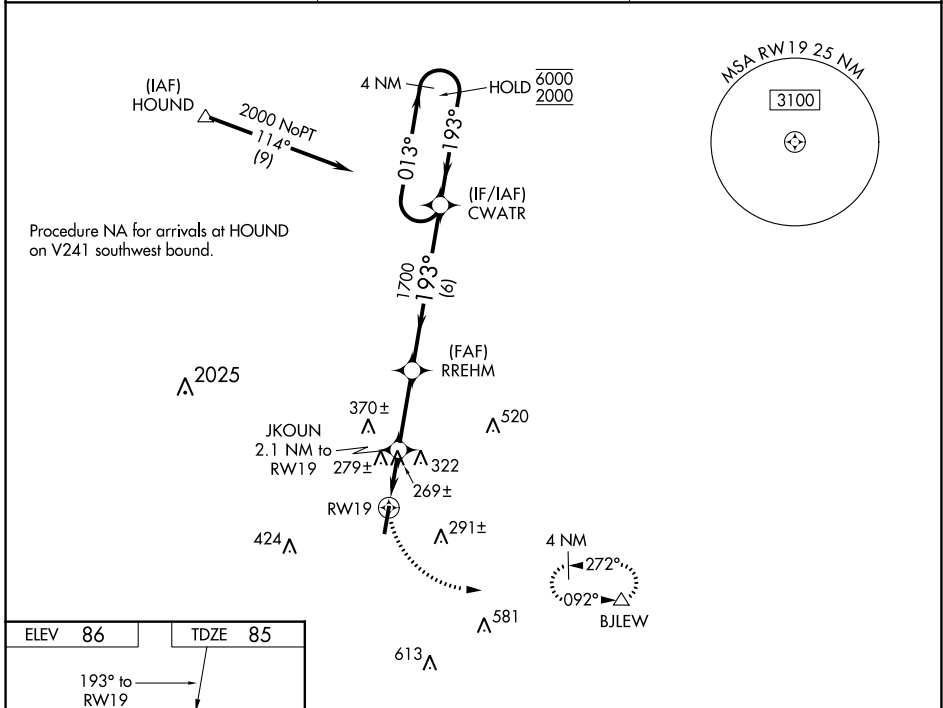 MSA RW19 25 NM
3100
(IAF)
HOUND
2000 NoPT
114°
(9)
4 NM
HOLD 6000
2000
013°
193°
(IF/IAF)
CWATR
Procedure NA for arrivals at HOUND
on V241 southwest bound.
1700
193°
(6)
(FAF)
RREHM
2025
370±
520
JKOUN
2.1 NM to
RW19
279±
322
269±
RW19
291±
424
4 NM
272°
092°
BJLEW
581
613
ELEV 86
TDZE 85
193° to
RW19